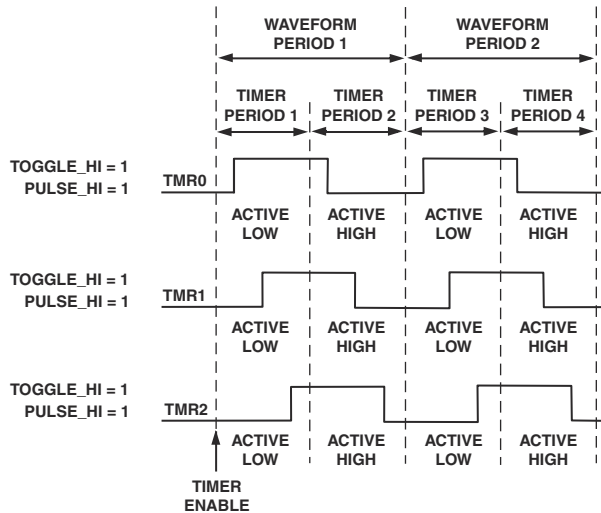 WAVEFORM WAVEFORM
PERIOD 1 PERIOD 2
TIMER TIMER TIMER TIMER
PERIOD 1 PERIOD 2 PERIOD 3 PERIOD 4
TOGGLE_HI = 1
PULSE_HI = 1 TMR0
ACTIVE ACTIVE ACTIVE ACTIVE
LOW HIGH LOW HIGH
TOGGLE_HI = 1
PULSE_HI = 1 TMR1
ACTIVE ACTIVE ACTIVE ACTIVE
LOW HIGH LOW HIGH
TOGGLE_HI = 1
PULSE_HI = 1 TMR2
ACTIVE ACTIVE ACTIVE ACTIVE
LOW HIGH LOW HIGH
TIMER
ENABLE